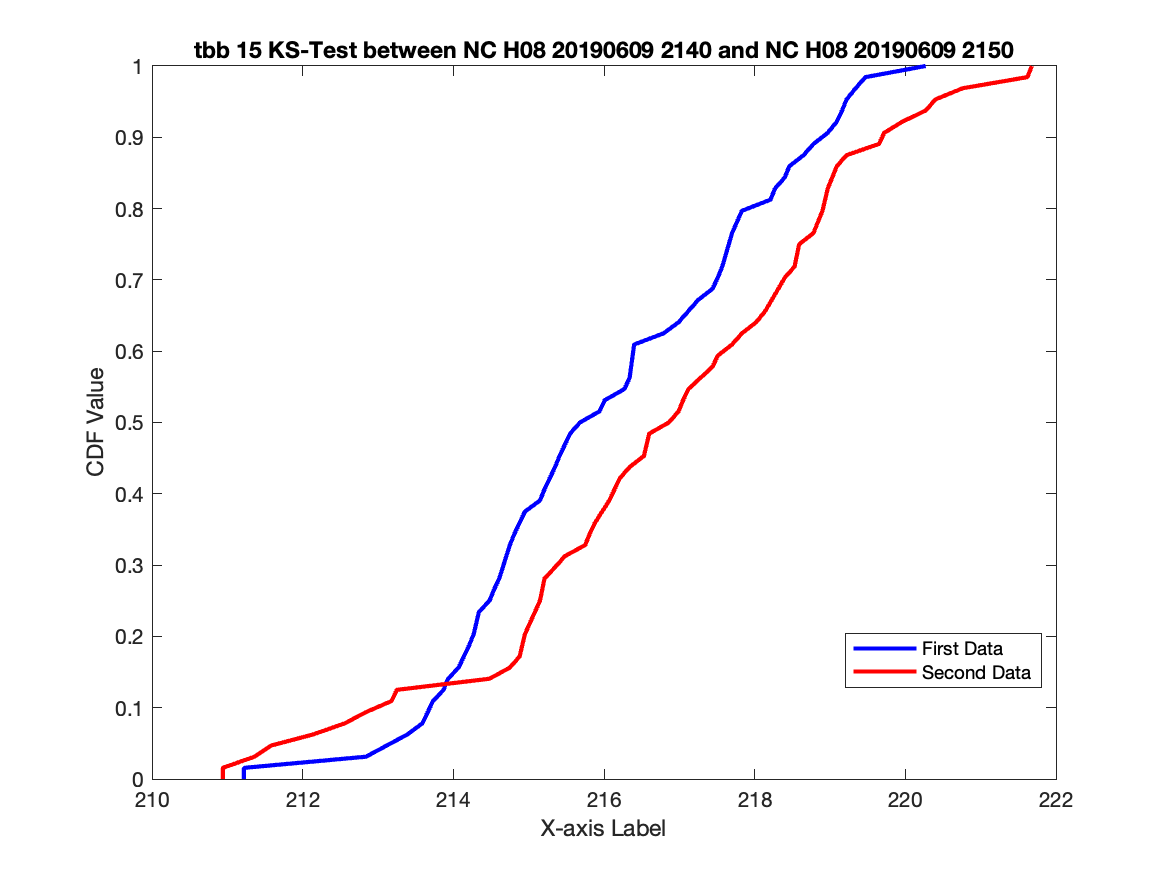 tbb 15 KS-Test between NC H08 20190609 2140 and NC H08 20190609 2150
1
0.9
0.8
0.7
0.6
0.5
0.4
0.3
0.2
0.1
0
CDF Value
First Data
Second Data
210 212 214 216 218 220 222
X-axis Label